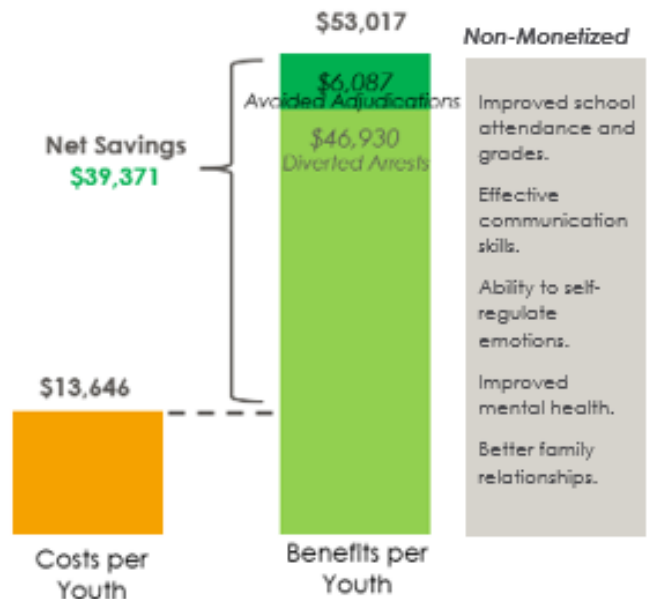 $53,017
Non-Monetized
$6,087
Avoided Adjudications
$46,930
Diverted Arrests
Net Savings
$39,371
$13,646
Costs per
Youth
Benefits per
Youth
Improved school
attendance and
grades.
Effective
communication
skills.
Ability to self-
regulate
emotions.
Improved
mental health.
Better family
relationships.